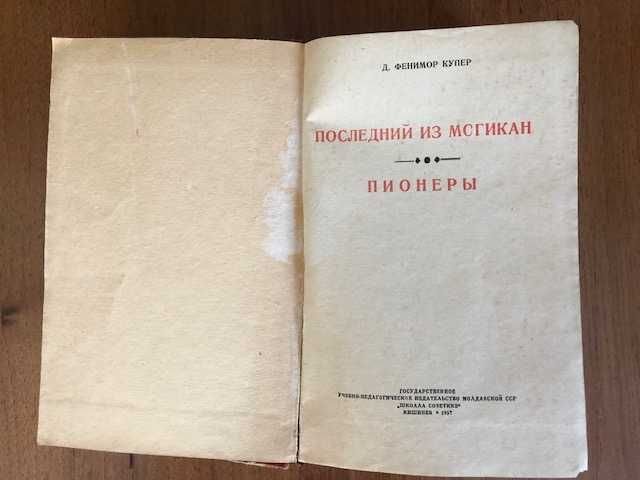 Д. ФЕНИМОР КУПЕР
ПОСЛЕДНИЙ ИЗ МОГИКАН
ПИОНЕРЫ
ГОСУДАРСТВЕННОЕ
УЧЕБНО-ПЕДАГОГИЧЕСКОЕ ИЗДАТЕЛЬСТВО МОЛДАВСКОЙ ССР
„ШКОАЛА СОВЕТИКЭ"
КИШИНЕВ * 1957